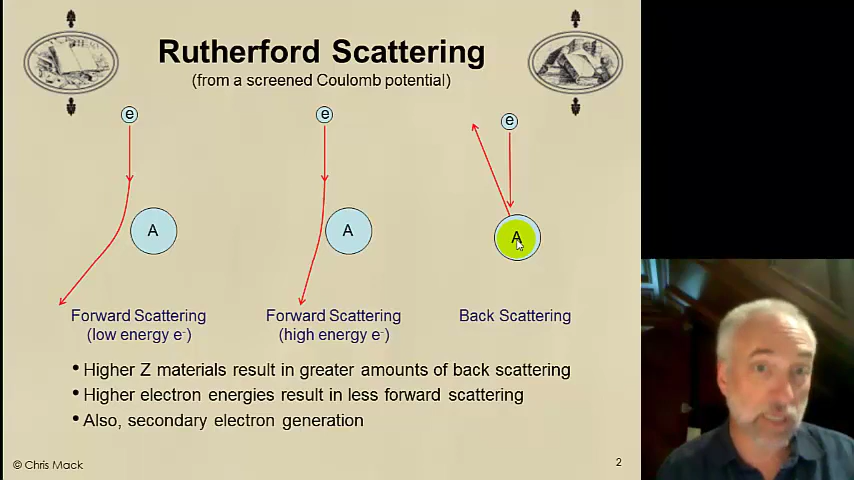 Rutherford Scattering
(from a screened Coulomb potential)
e
e
e
A
A
A
Forward Scattering
(low energy e-)
Forward Scattering
(high energy e-)
Back Scattering
• Higher Z materials result in greater amounts of back scattering
• Higher electron energies result in less forward scattering
• Also, secondary electron generation
© Chris Mack
2